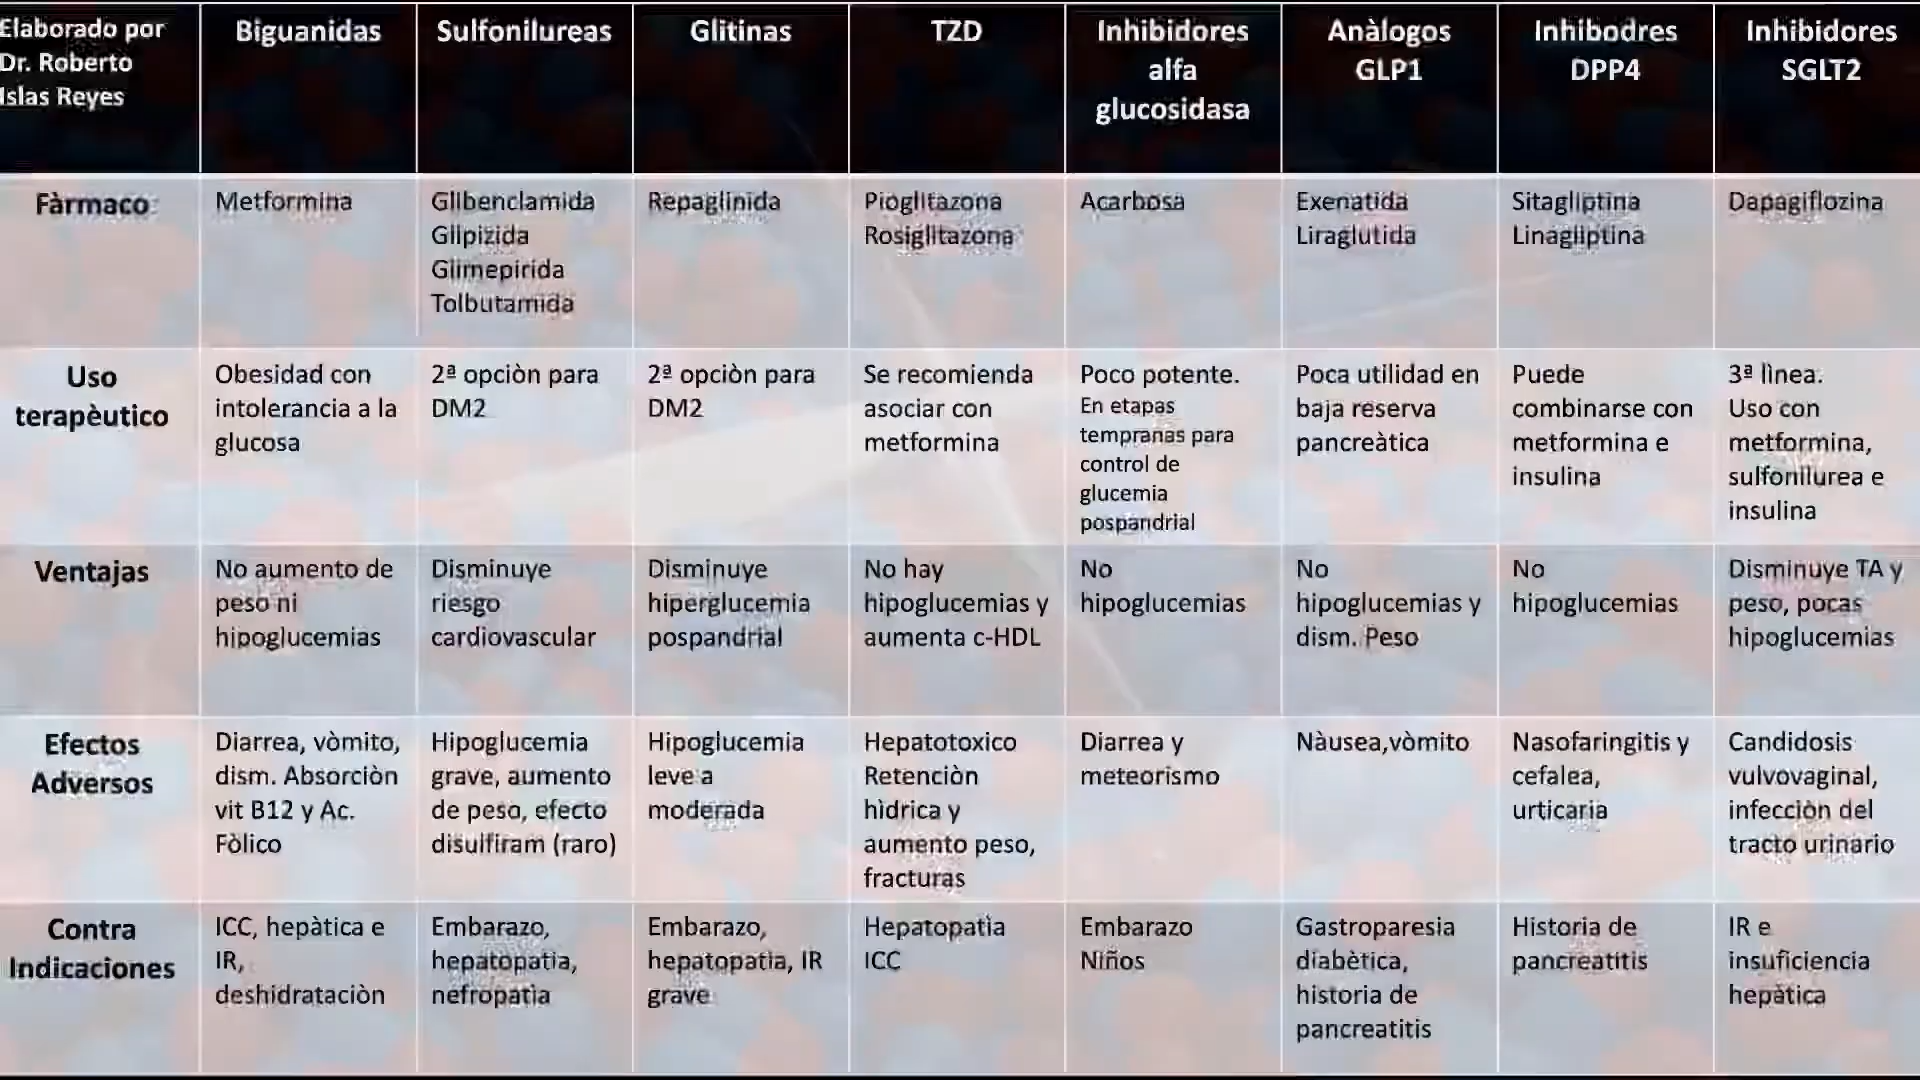 Elaborado por
Dr. Roberto
Islas Reyes
Biguanidas
Sulfonilureas
Glitinas
TZD
Inhibidores
alfa
glucosidasa
Anàlogos
GLP1
Inhibodres
DPP4
Inhibidores
SGLT2
Fàrmaco
Metformina
Glibenclamida
Glipizida
Glimepirida
Tolbutamida
Repaglinida
Pioglitazona
Rosiglitazona
Acarbosa
Exenatida
Liraglutida
Sitagliptina
Linagliptina
Dapagiflozina
Uso
terapèutico
Obesidad con
intolerancia a la
glucosa
2ª opciòn para
DM2
2ª opciòn para
DM2
Se recomienda
asociar con
metformina
Poco potente.
En etapas
tempranas para
control de
glucemia
pospandrial
Poca utilidad en
baja reserva
pancreàtica
Puede
combinarse con
metformina e
insulina
3ª lìnea.
Uso con
metformina,
sulfonilurea e
insulina
Ventajas
No aumento de
peso ni
hipoglucemias
Disminuye
riesgo
cardiovascular
Disminuye
hiperglucemia
pospandrial
No hay
hipoglucemias y
aumenta c-HDL
No
hipoglucemias
No
hipoglucemias y
dism. Peso
No
hipoglucemias
Disminuye TA y
peso, pocas
hipoglucemias
Efectos
Adversos
Diarrea, vòmito,
dism. Absorciòn
vit B12 y Ac.
Fòlico
Hipoglucemia
grave, aumento
de peso, efecto
disulfiram (raro)
Hipoglucemia
leve a
moderada
Hepatotoxico
Retenciòn
hìdrica y
aumento peso,
fracturas
Diarrea y
meteorismo
Nàusea,vòmito
Nasofaringitis y
cefalea,
urticaria
Candidosis
vulvovaginal,
infecciòn del
tracto urinario
Contra
Indicaciones
ICC, hepàtica e
IR,
deshidrataciòn
Embarazo,
hepatopatìa,
nefropatìa
Embarazo,
hepatopatìa, IR
grave
Hepatopatìa
ICC
Embarazo
Niños
Gastroparesia
diabètica,
historia de
pancreatitis
Historia de
pancreatitis
IR e
insuficiencia
hepàtica